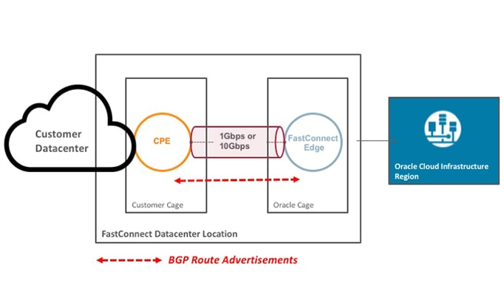 Customer
Datacenter
CPE
1Gbps or
10Gbps
FastConnect
Edge
Oracle Cloud Infrastructure
Region
Customer Cage
Oracle Cage
FastConnect Datacenter Location
BGP Route Advertisements